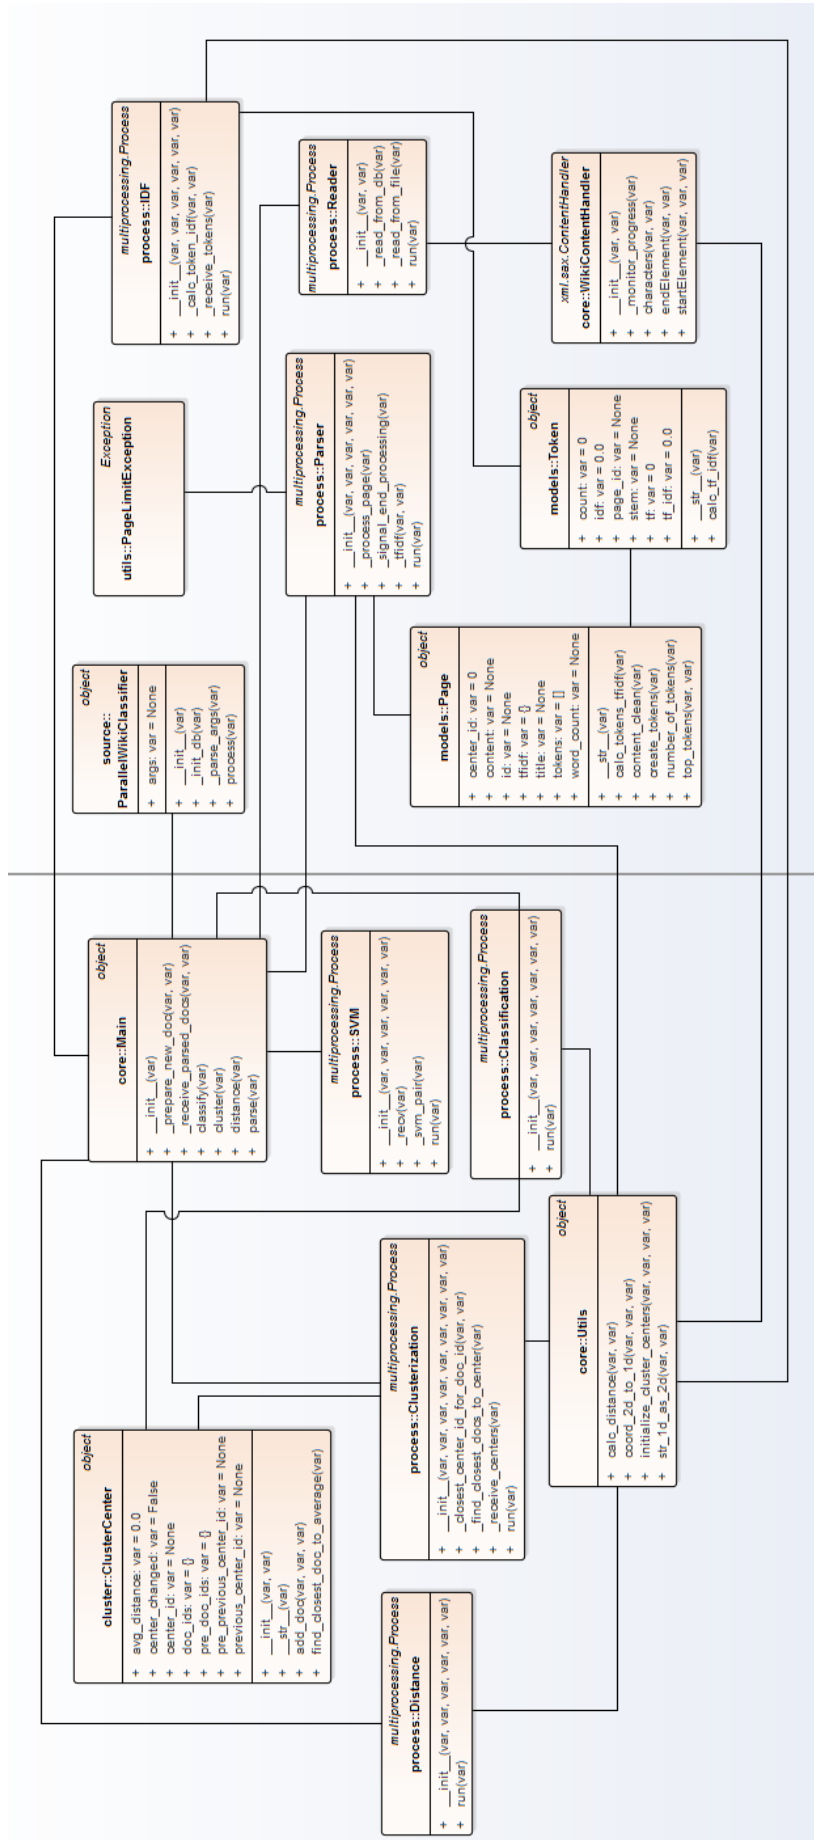 object
cluster::ClusterCenter
+ avg_distance: var = 0.0
+ center_changed: var = False
+ center_id: var = None
+ doc_ids: var = {}
+ pre_doc_ids: var = {}
+ pre_previous_center_id: var = None
+ previous_center_id: var = None
+ __init__(var, var)
+ __str__(var)
+ add_doc(var, var, var)
+ find_closest_doc_to_average(var)
multiprocessing.Process
process::Distance
+ __init__(var, var, var, var, var, var)
+ run(var)
multiprocessing.Process
process::Clusterization
+ __init__(var, var, var, var, var, var, var, var)
+ _closest_center_id_for_doc_id(var, var)
+ _find_closest_docs_to_center(var)
+ _receive_centers(var)
+ run(var)
object
core::Utils
+ calc_distance(var, var)
+ coord_2d_to_1d(var, var, var)
+ initialize_cluster_centers(var, var, var, var)
+ str_1d_as_2d(var, var)
object
core::Main
+ __init__(var)
+ _prepare_new_doc(var, var)
+ _receive_parsed_docs(var, var)
+ classify(var)
+ cluster(var)
+ distance(var)
+ parse(var)
multiprocessing.Process
process::SVM
+ __init__(var, var, var, var, var, var)
+ _recv(var)
+ _svm_pair(var)
+ run(var)
multiprocessing.Process
process::Classification
+ __init__(var, var, var, var, var, var, var)
+ run(var)
object
source::
ParallelWikiClassifier
+ args: var = None
+ __init__(var)
+ _init_db(var)
+ _parse_args(var)
+ process(var)
Exception
utils::PageLimitException
multiprocessing.Process
process::IDF
+ __init__(var, var, var, var, var, var)
+ _calc_token_idf(var, var)
+ _receive_tokens(var)
+ run(var)
multiprocessing.Process
process::Parser
+ __init__(var, var, var, var, var, var, var)
+ _process_page(var)
+ _signal_end_processing(var)
+ _tfidf(var, var)
+ run(var)
multiprocessing.Process
process::Reader
+ __init__(var, var)
+ _read_from_db(var)
+ _read_from_file(var)
+ run(var)
object
models::Page
+ center_id: var = 0
+ content: var = None
+ id: var = None
+ tfidf: var = {}
+ title: var = None
+ tokens: var = []
+ word_count: var = None
+ __str__(var)
+ calc_tokens_tfidf(var)
+ content_clean(var)
+ create_tokens(var)
+ number_of_tokens(var)
+ top_tokens(var, var)
object
models::Token
+ count: var = 0
+ idf: var = 0.0
+ page_id: var = None
+ stem: var = None
+ tf: var = 0
+ tf_idf: var = 0.0
+ __str__(var)
+ calc_tf_idf(var)
xml.sax.ContentHandler
core::WikiContentHandler
+ __init__(var, var)
+ _monitor_progress(var)
+ characters(var, var)
+ endElement(var, var)
+ startElement(var, var, var)